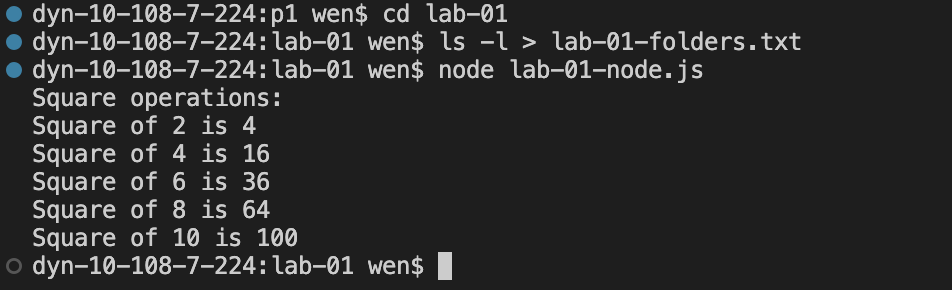 dyn-10-108-7-224:p1 wen$ cd lab-01
dyn-10-108-7-224:lab-01 wen$ ls -l > lab-01-folders.txt
dyn-10-108-7-224:lab-01 wen$ node lab-01-node.js
Square operations:
Square of 2 is 4
Square of 4 is 16
Square of 6 is 36
Square of 8 is 64
Square of 10 is 100
dyn-10-108-7-224:lab-01 wen$